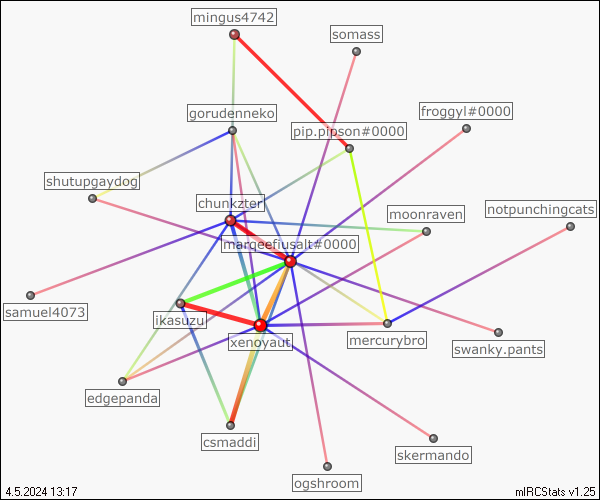 mingus4742
somass
gorudenneko
froggyl#0000
pip.pipson#0000
shutupgaydog
chunkzter
moonraven
notpunchingcats
marqeefiusalt#0000
samuel4073
ikasuzu
xenoyaut
mercurybro
swanky.pants
edgepanda
csmaddi
skermando
ogshroom
4.5.2024 13:17
mIRCStats v1.25